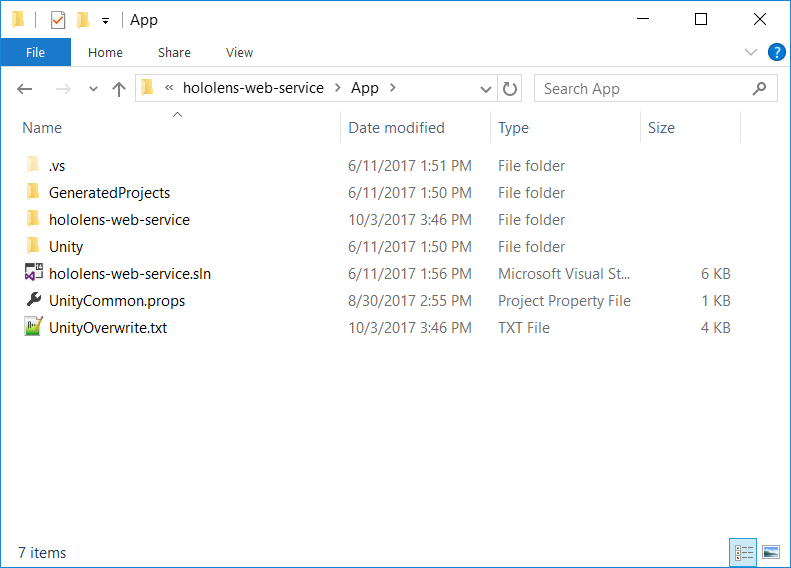 App
File Home Share View
« hololens-web-service App Search App
Name Date modified Type Size
.vs 6/11/2017 1:51 PM File folder
GeneratedProjects 6/11/2017 1:50 PM File folder
hololens-web-service 10/3/2017 3:46 PM File folder
Unity 6/11/2017 1:50 PM File folder
hololens-web-service.sln 6/11/2017 1:56 PM Microsoft Visual St... 6 KB
UnityCommon.props 8/30/2017 2:55 PM Project Property File 1 KB
UnityOverwrite.txt 10/3/2017 3:46 PM TXT File 4 KB
7 items